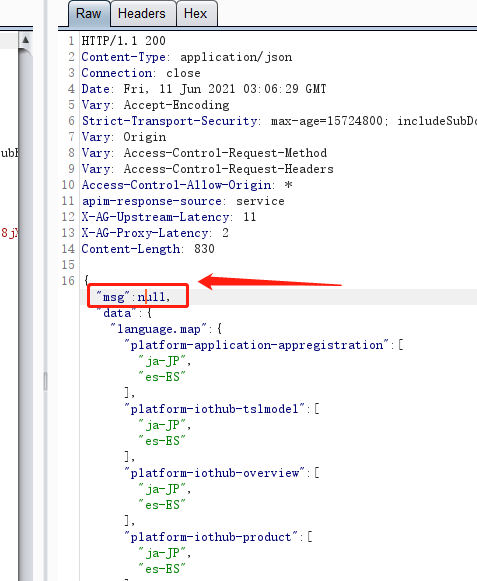 Raw Headers Hex
1 HTTP/1.1 200
2 Content-Type: application/json
3 Connection: close
4 Date: Fri, 11 Jun 2021 03:06:29 GMT
5 Vary: Accept-Encoding
6 Strict-Transport-Security: max-age=15724800; includeSubDo
7 Vary: Origin
8 Vary: Access-Control-Request-Method
9 Vary: Access-Control-Request-Headers
10 Access-Control-Allow-Origin: *
11 apim-response-source: service
12 X-AG-Upstream-Latency: 11
13 X-AG-Proxy-Latency: 2
14 Content-Length: 830
15
16 {
"msg":null,
"data":{
"language.map":{
"platform-application-appregistration":[
"ja-JP",
"es-ES"
],
"platform-iothub-tslmodel":[
"ja-JP",
"es-ES"
],
"platform-iothub-overview":[
"ja-JP",
"es-ES"
],
"platform-iothub-product":[
"ja-JP",
"es-ES"